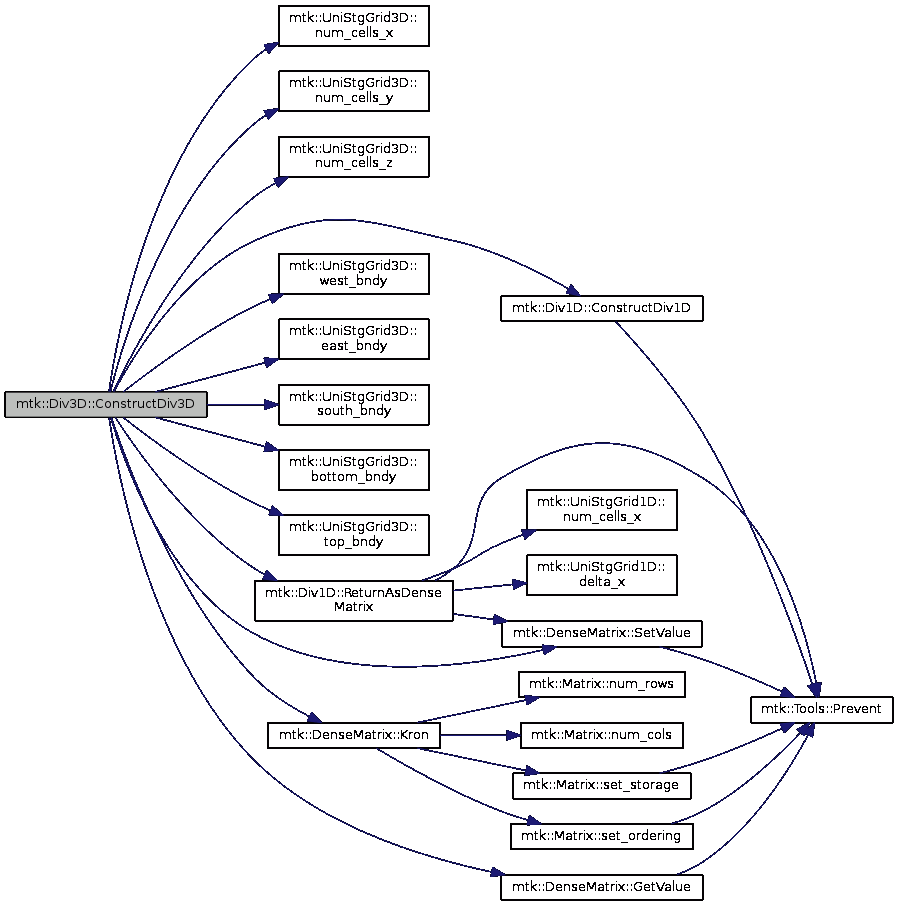 mtk::UniStgGrid3D::
num_cells_x
mtk::UniStgGrid3D::
num_cells_y
mtk::UniStgGrid3D::
num_cells_z
mtk::UniStgGrid3D::
west_bndy
mtk::Div1D::ConstructDiv1D
mtk::UniStgGrid3D::
east_bndy
mtk::Div3D::ConstructDiv3D
mtk::UniStgGrid3D::
south_bndy
mtk::UniStgGrid3D::
bottom_bndy
mtk::UniStgGrid1D::
num_cells_x
mtk::UniStgGrid3D::
top_bndy
mtk::UniStgGrid1D::
delta_x
mtk::Div1D::ReturnAsDense
Matrix
mtk::DenseMatrix::SetValue
mtk::Matrix::num_rows
mtk::Tools::Prevent
mtk::DenseMatrix::Kron
mtk::Matrix::num_cols
mtk::Matrix::set_storage
mtk::Matrix::set_ordering
mtk::DenseMatrix::GetValue